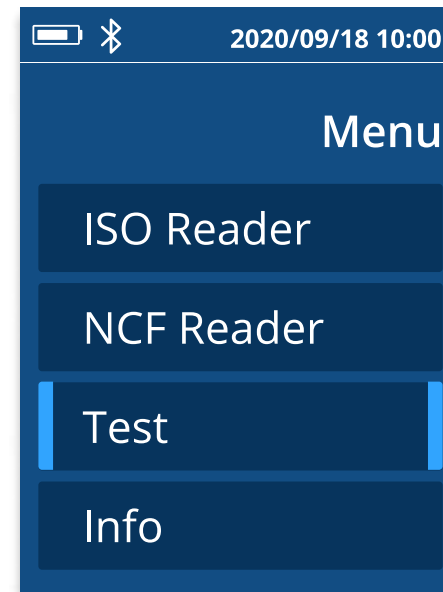 2020/09/18 10:00
Menu
ISO Reader
NCF Reader
Test
Info